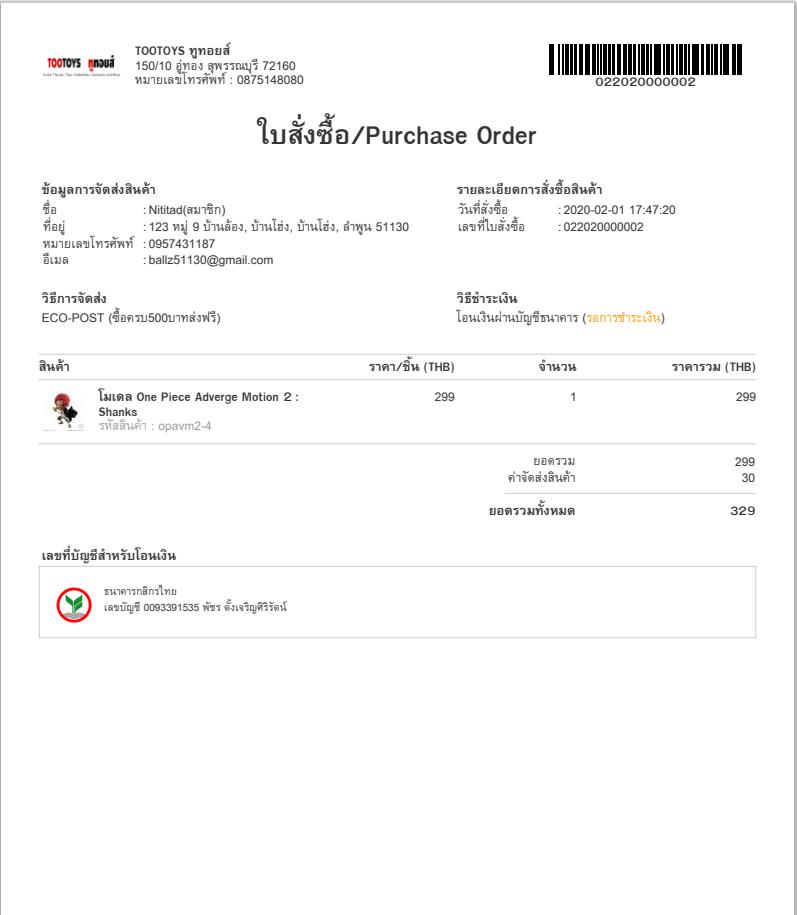 TOOTOYS ทูทอยส์
TOOTOYS ทูทอยส์
150/10 อู่ทอง สุพรรณบุรี 72160
หมายเลขโทรศัพท์ : 0875148080
022020000002
ใบสั่งซื้อ/Purchase Order
ข้อมูลการจัดส่งสินค้า
ชื่อ : Nititad(สมาชิก)
ที่อยู่ : 123 หมู่ 9 บ้านล้อง, บ้านโฮ่ง, บ้านโฮ่ง, ลำพูน 51130
หมายเลขโทรศัพท์ : 0957431187
อีเมล : ballz51130@gmail.com
รายละเอียดการสั่งซื้อสินค้า
วันที่สั่งซื้อ : 2020-02-01 17:47:20
เลขที่ใบสั่งซื้อ : 022020000002
วิธีการจัดส่ง
ECO-POST (ซื้อครบ500บาทส่งฟรี)
วิธีชำระเงิน
โอนเงินผ่านบัญชีธนาคาร (รอการชำระเงิน)
สินค้า ราคา/ชิ้น (THB) จำนวน ราคารวม (THB)
โมเดล One Piece Adverge Motion 2 : 299 1 299
Shanks
รหัสสินค้า : opavm2-4
ยอดรวม 299
ค่าจัดส่งสินค้า 30
ยอดรวมทั้งหมด 329
เลขที่บัญชีสำหรับโอนเงิน
ธนาคารกสิกรไทย
เลขบัญชี 0093391535 พัชร ตั้งเจริญศิริรัตน์